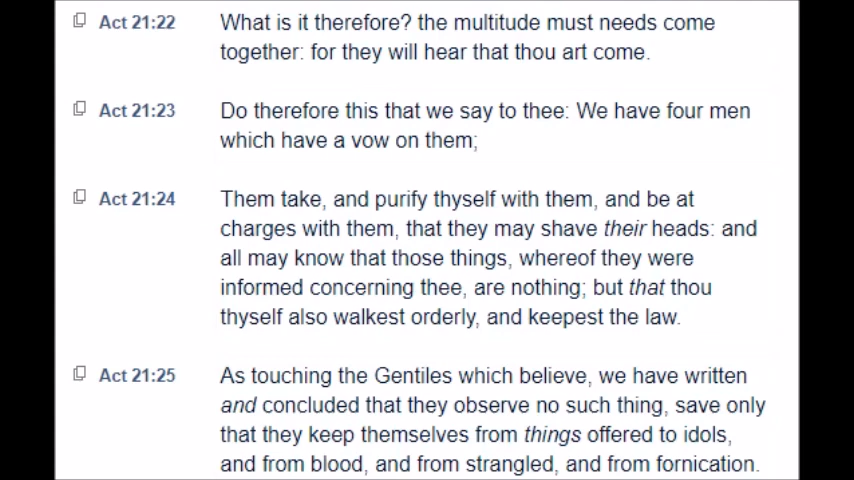 Act 21:22 What is it therefore? the multitude must needs come
together: for they will hear that thou art come.
Act 21:23 Do therefore this that we say to thee: We have four men
which have a vow on them;
Act 21:24 Them take, and purify thyself with them, and be at
charges with them, that they may shave their heads: and
all may know that those things, whereof they were
informed concerning thee, are nothing; but that thou
thyself also walkest orderly, and keepest the law.
Act 21:25 As touching the Gentiles which believe, we have written
and concluded that they observe no such thing, save only
that they keep themselves from things offered to idols,
and from blood, and from strangled, and from fornication.